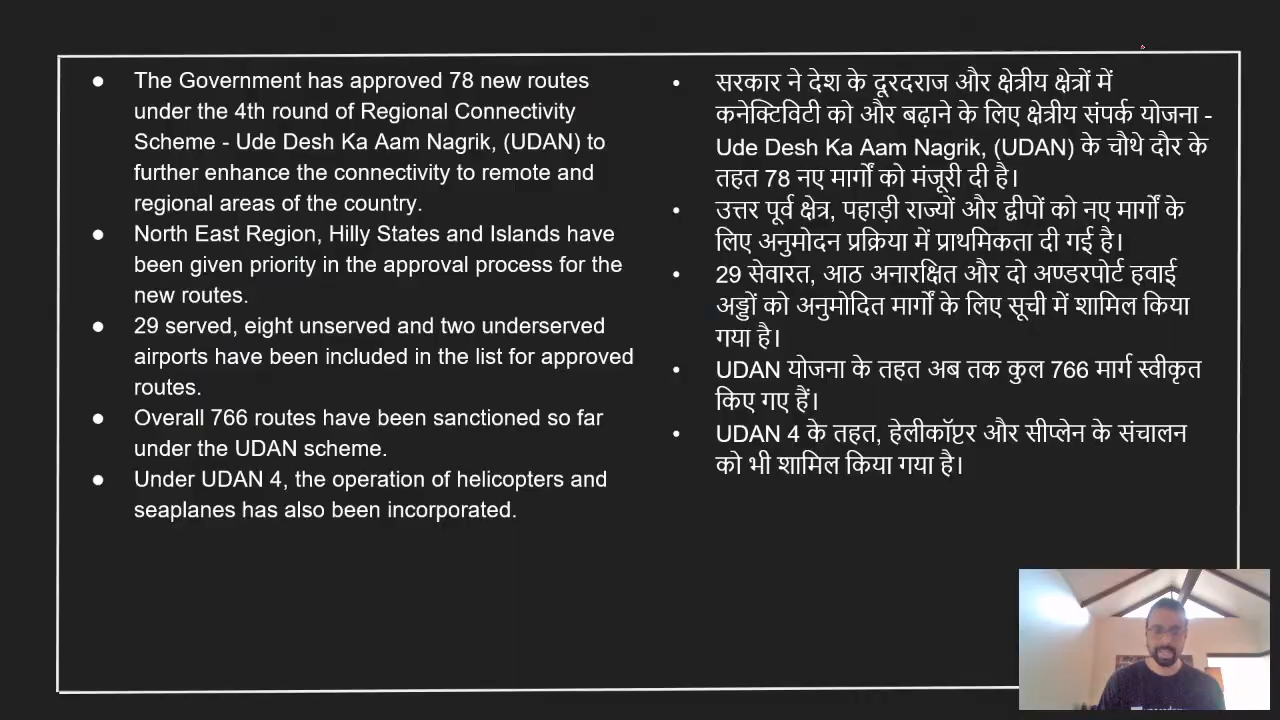 The Government has approved 78 new routes
under the 4th round of Regional Connectivity
Scheme - Ude Desh Ka Aam Nagrik, (UDAN) to
further enhance the connectivity to remote and
regional areas of the country.
North East Region, Hilly States and Islands have
been given priority in the approval process for the
new routes.
29 served, eight unserved and two underserved
airports have been included in the list for approved
routes.
Overall 766 routes have been sanctioned so far
under the UDAN scheme.
Under UDAN 4, the operation of helicopters and
seaplanes has also been incorporated.
सरकार ने देश के दूरदराज और क्षेत्रीय क्षेत्रों में
कनेक्टिविटी को और बढ़ाने के लिए क्षेत्रीय संपर्क योजना -
Ude Desh Ka Aam Nagrik, (UDAN) के चौथे दौर के
तहत 78 नए मार्गों को मंजूरी दी है।
उत्तर पूर्व क्षेत्र, पहाड़ी राज्यों और द्वीपों को नए मार्गों के
लिए अनुमोदन प्रक्रिया में प्राथमिकता दी गई है।
29 सेवारत, आठ अनारक्षित और दो अण्डरपोर्ट हवाई
अड्डों को अनुमोदित मार्गों के लिए सूची में शामिल किया
गया है।
UDAN योजना के तहत अब तक कुल 766 मार्ग स्वीकृत
किए गए हैं।
UDAN 4 के तहत, हेलीकॉप्टर और सीप्लेन के संचालन
को भी शामिल किया गया है।